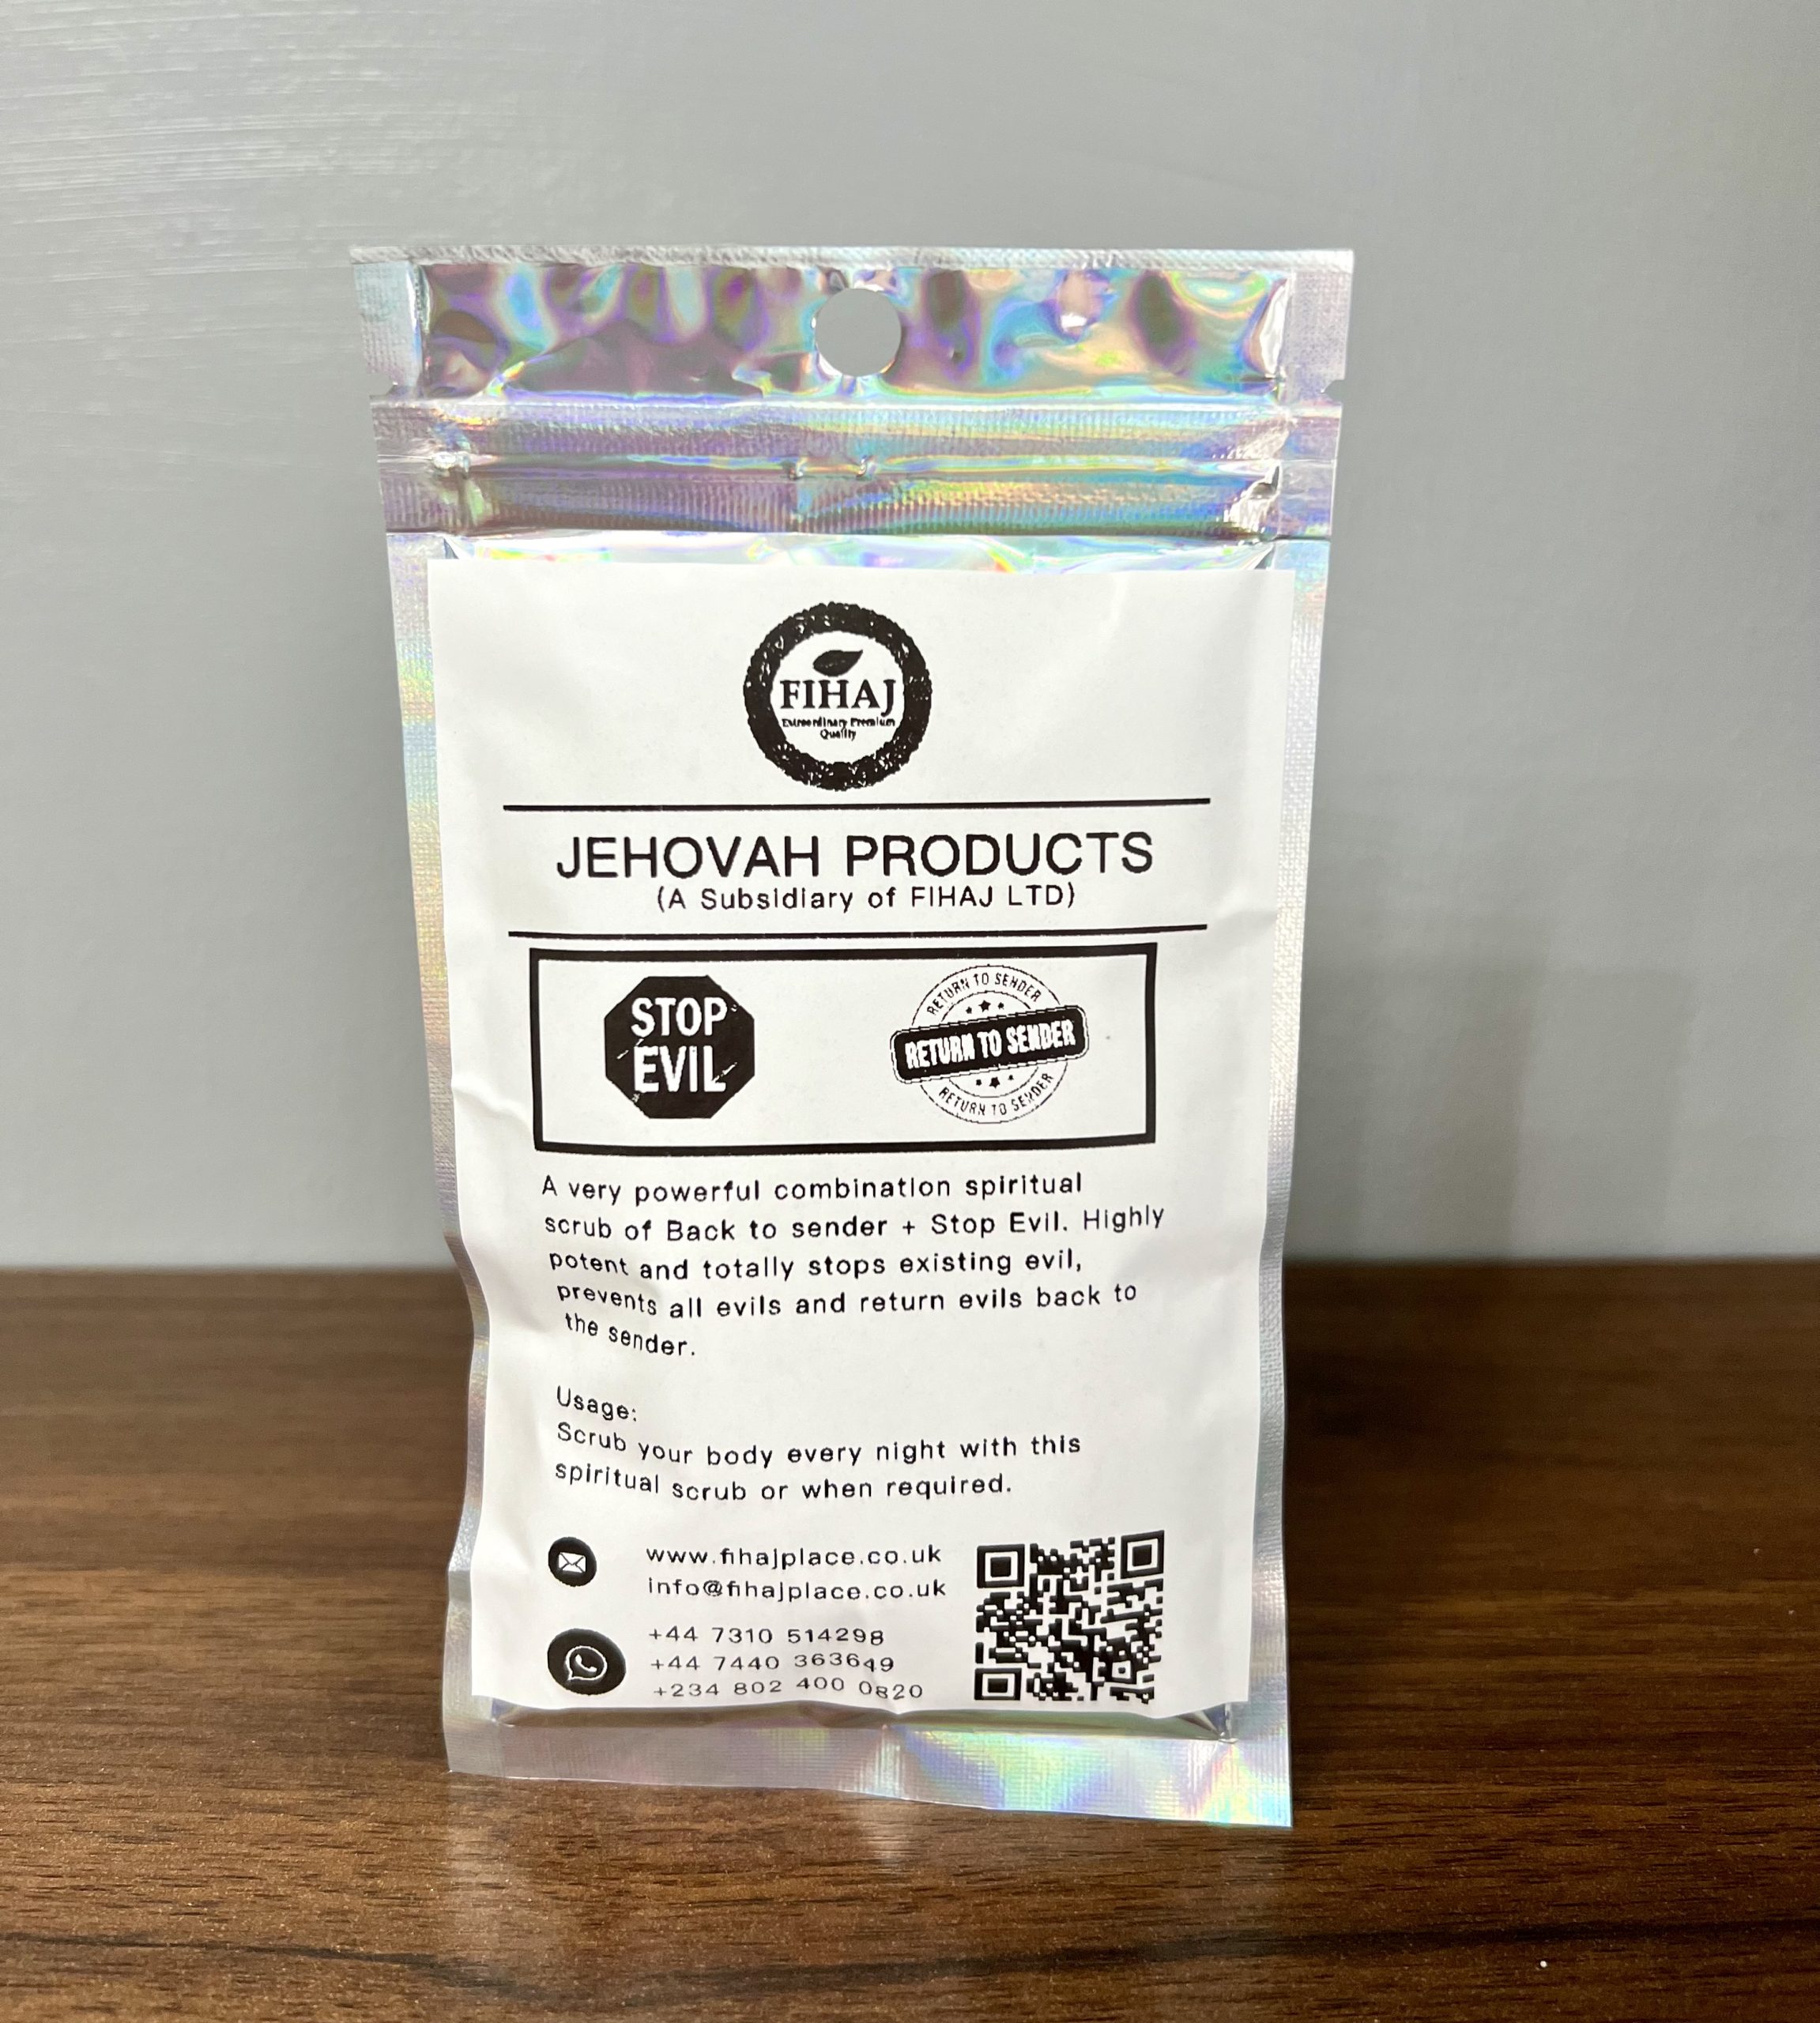 FIHAJ
Extraordinary Premium
Quality
JEHOVAH PRODUCTS
(A Subsidiary of FIHAJ LTD)
STOP
EVIL
RETURN TO SENDER
RETURN TO SENDER
RETURN TO SENDER
A very powerful combination spiritual
scrub of Back to sender + Stop Evil. Highly
potent and totally stops existing evil,
prevents all evils and return evils back to
the sender.
Usage:
Scrub your body every night with this
spiritual scrub or when required.
www.fihajplace.co.uk
info@fihajplace.co.uk
+44 7310 514298
+44 7440 363649
+234 802 400 0820